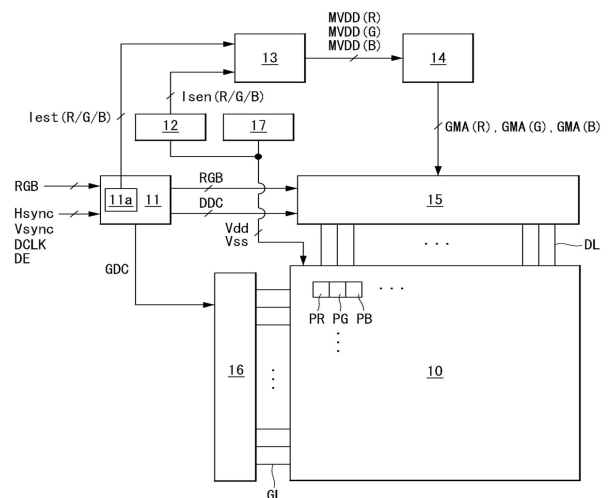 MVDD(R)
MVDD(G)
MVDD(B)
13
14
Isen(R/G/B)
Iest(R/G/B)
12
17
GMA(R), GMA(G), GMA(B)
RGB
11a
11
RGB
15
Hsync
Vsync
DCLK
DE
DDC
Vdd
Vss
...
DL
GDC
...
PR
PG
PB
16
10
GL